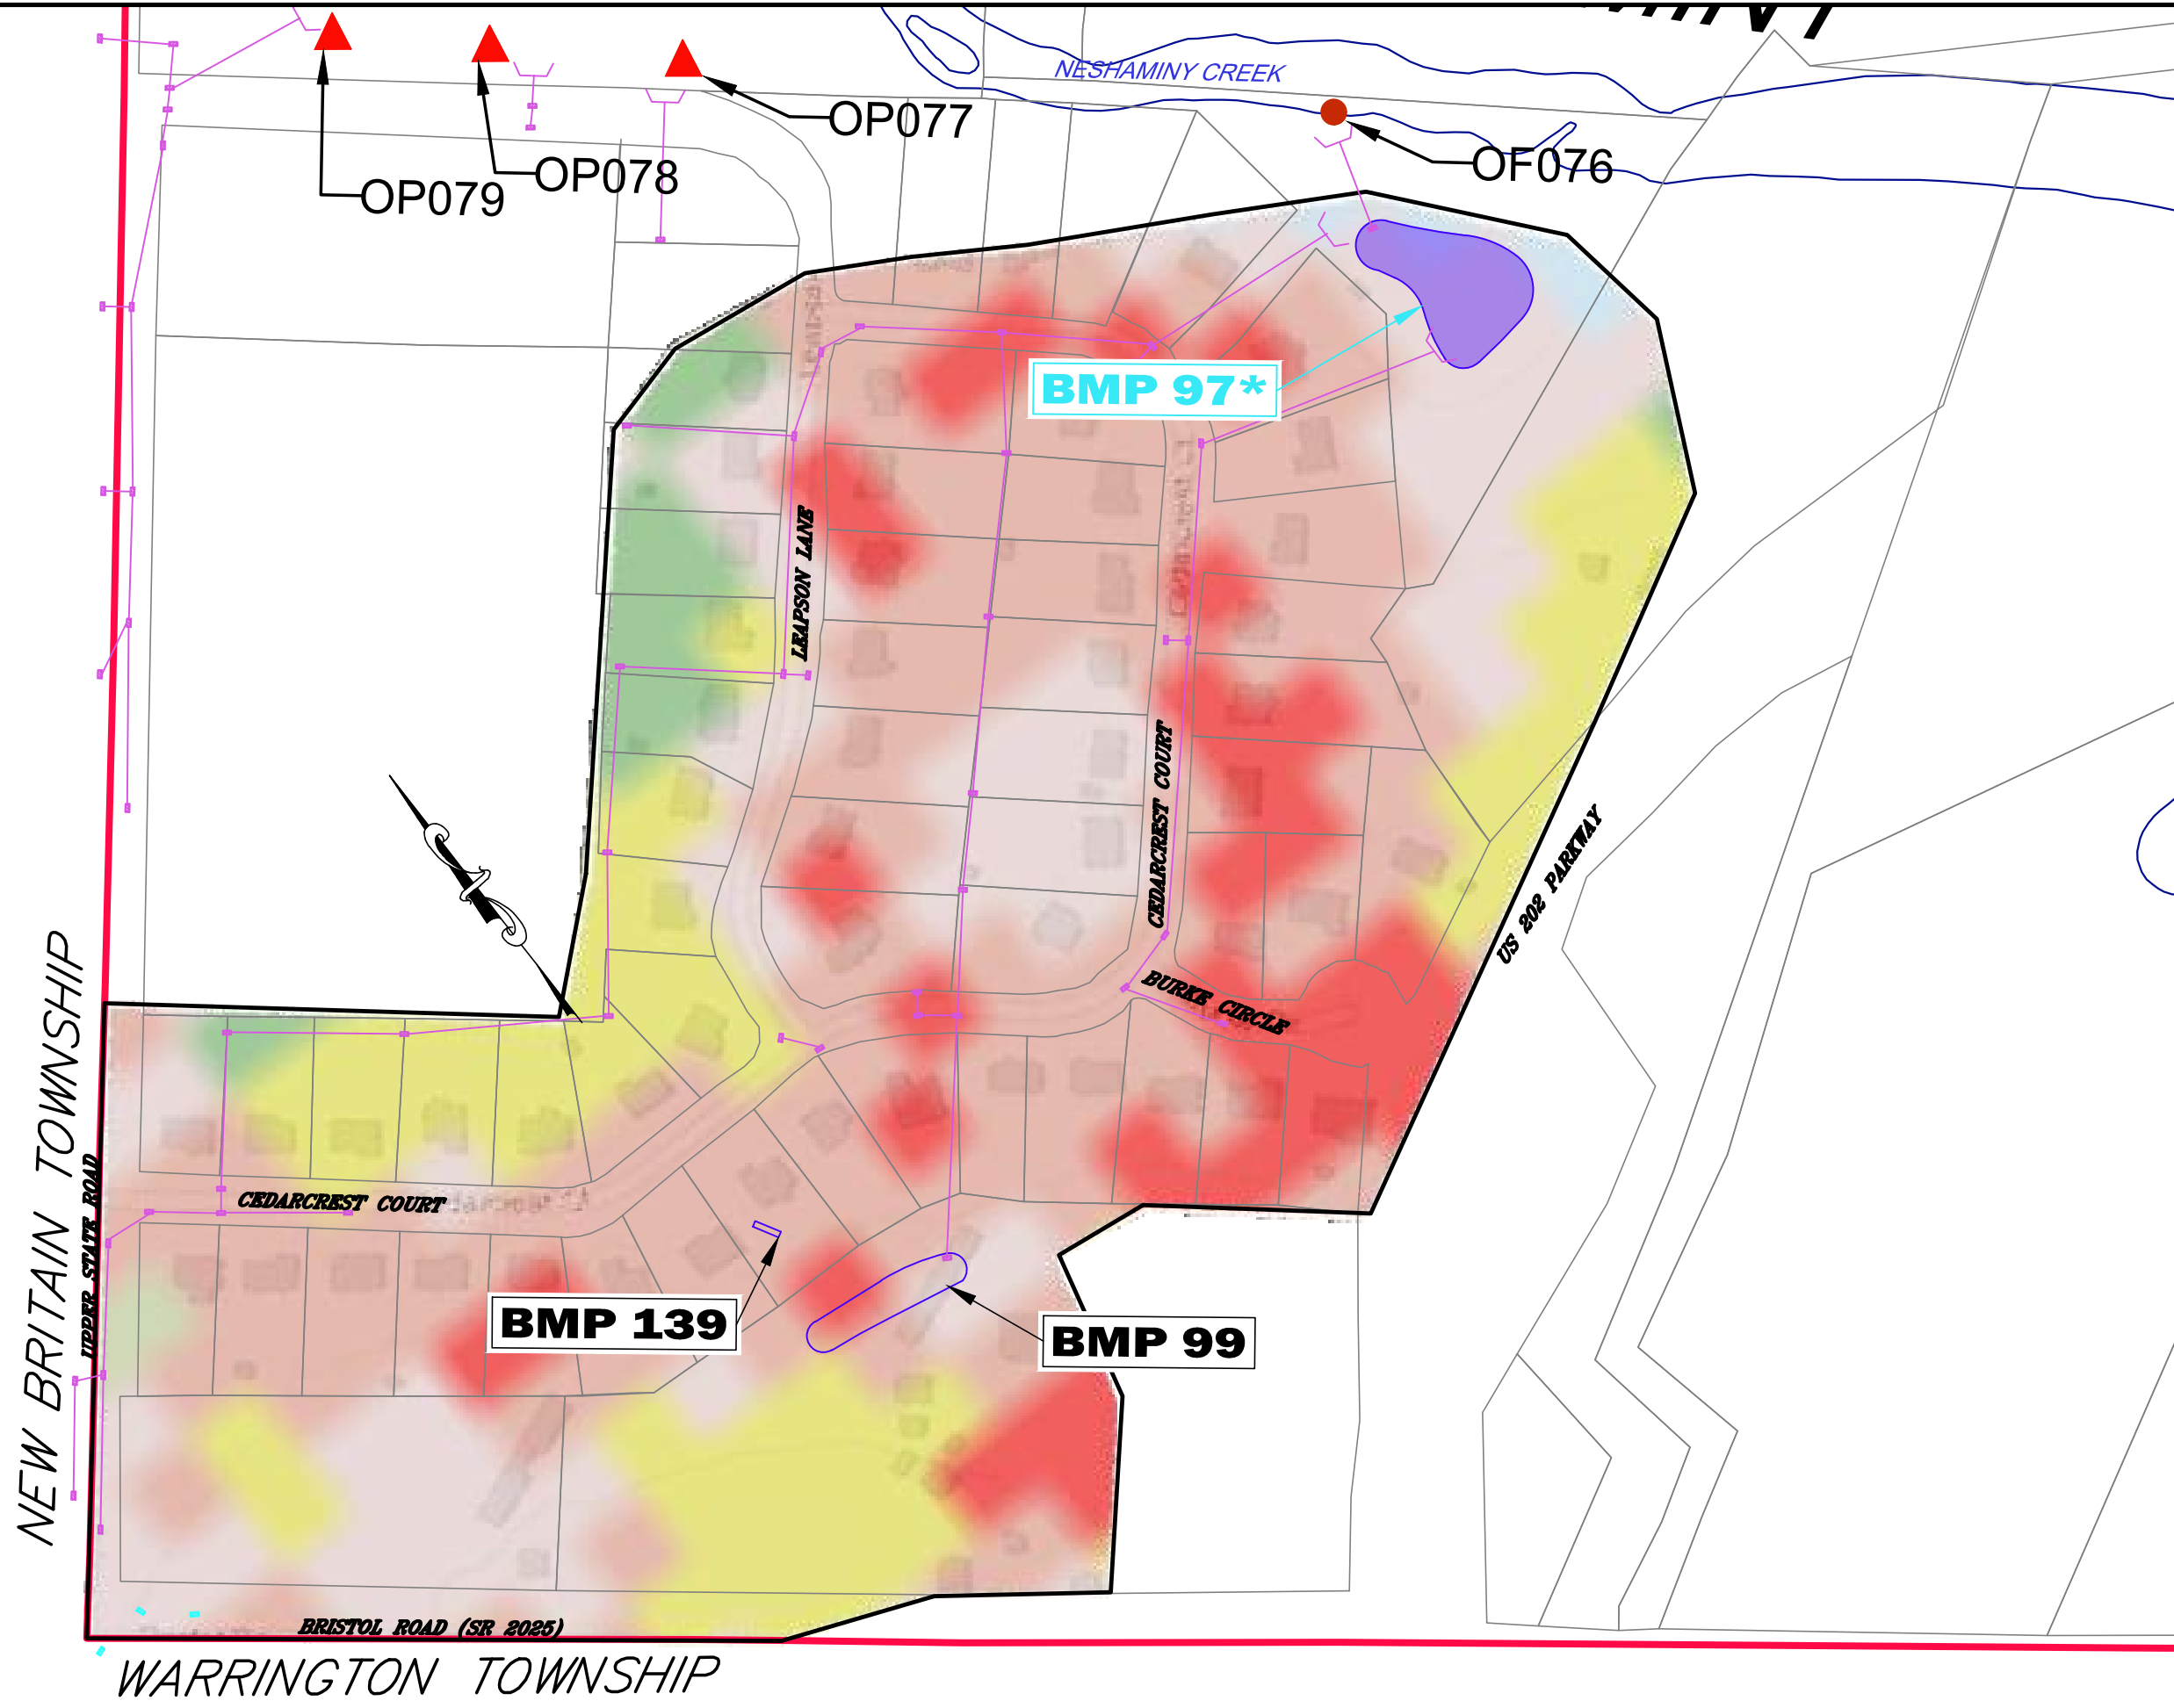 NESHAMINY CREEK
OP077
OF076
OP078
OP079
BMP 97*
LEAPSON LANE
CEDARCREST COURT
US 202 PARKWAY
BURKE CIRCLE
NEW BRITAIN TOWNSHIP
UPPER STATE ROAD
CEDARCREST COURT
BMP 139
BMP 99
BRISTOL ROAD (SR 2025)
WARRINGTON TOWNSHIP